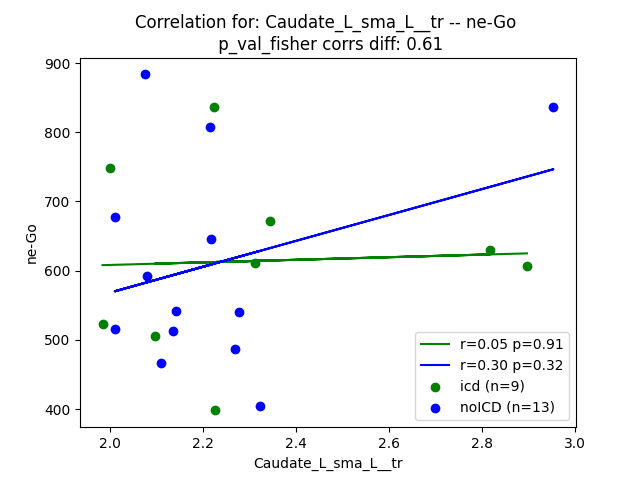 Correlation for: Caudate_L_sma_L__tr -- ne-Go
p_val_fisher corrs diff: 0.61
900
800
700
600
500
400
ne-Go
r=0.05 p=0.91
r=0.30 p=0.32
icd (n=9)
noICD (n=13)
2.0 2.2 2.4 2.6 2.8 3.0
Caudate_L_sma_L__tr